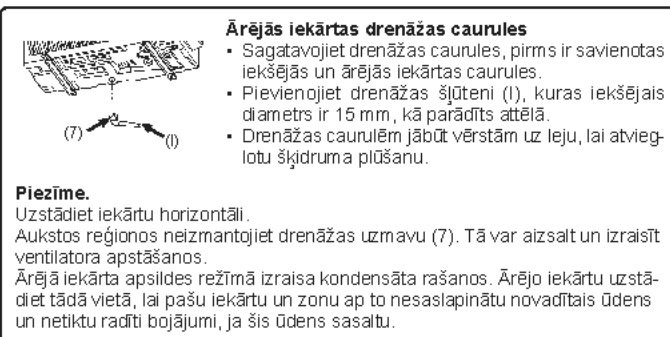 Ārējās iekārtas drenāžas caurules
• Sagatavojiet drenāžas caurules, pirms ir savienotas
iekšējās un ārējās iekārtas caurules.
• Pievienojiet drenāžas šļūteni (I), kuras iekšējais
diametrs ir 15 mm, kā parādīts attēlā.
• Drenāžas caurulēm jābūt vērstām uz leju, lai atvieg-
lotu šķidruma plūšanu.
(7)
(I)
Piezīme.
Uzstādiet iekārtu horizontāli.
Aukstos reģionos neizmantojiet drenāžas uzmavu (7). Tā var aizsalt un izraisīt
ventilatora apstāšanos.
Ārējā iekārta apsildes režīmā izraisa kondensāta rašanos. Ārējo iekārtu uzstā-
diet tādā vietā, lai pašu iekārtu un zonu ap to nesaslapinātu novadītais ūdens
un netiktu radīti bojājumi, ja šis ūdens sasaltu.